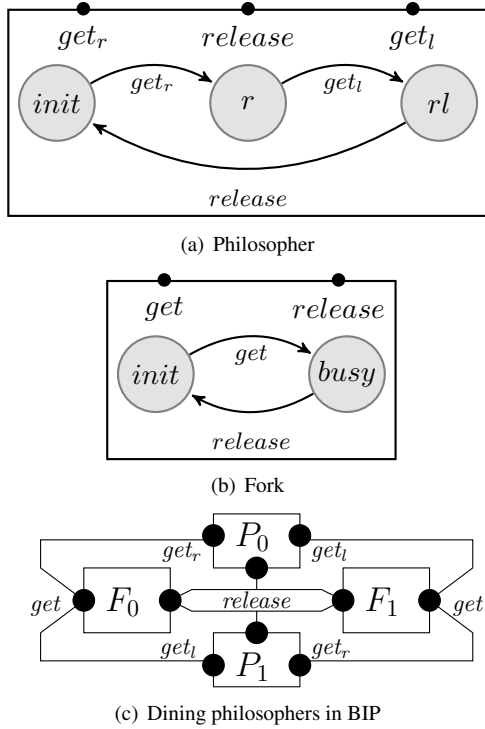 get_r release get_l
init get_r r get_l rl
release
(a) Philosopher
get release
init get busy
release
(b) Fork
get_r P_0 get_l
get F_0 release F_1 get
get_l P_1 get_r
(c) Dining philosophers in BIP